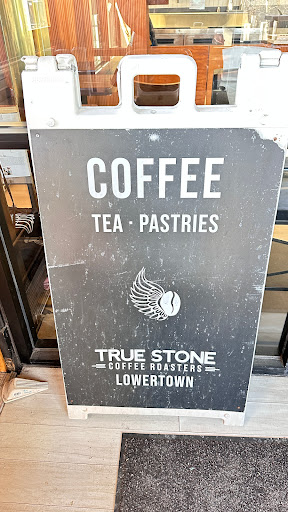 COFFEE
TEA · PASTRIES
TRUE STONE
COFFEE ROASTERS
LOWERTOWN